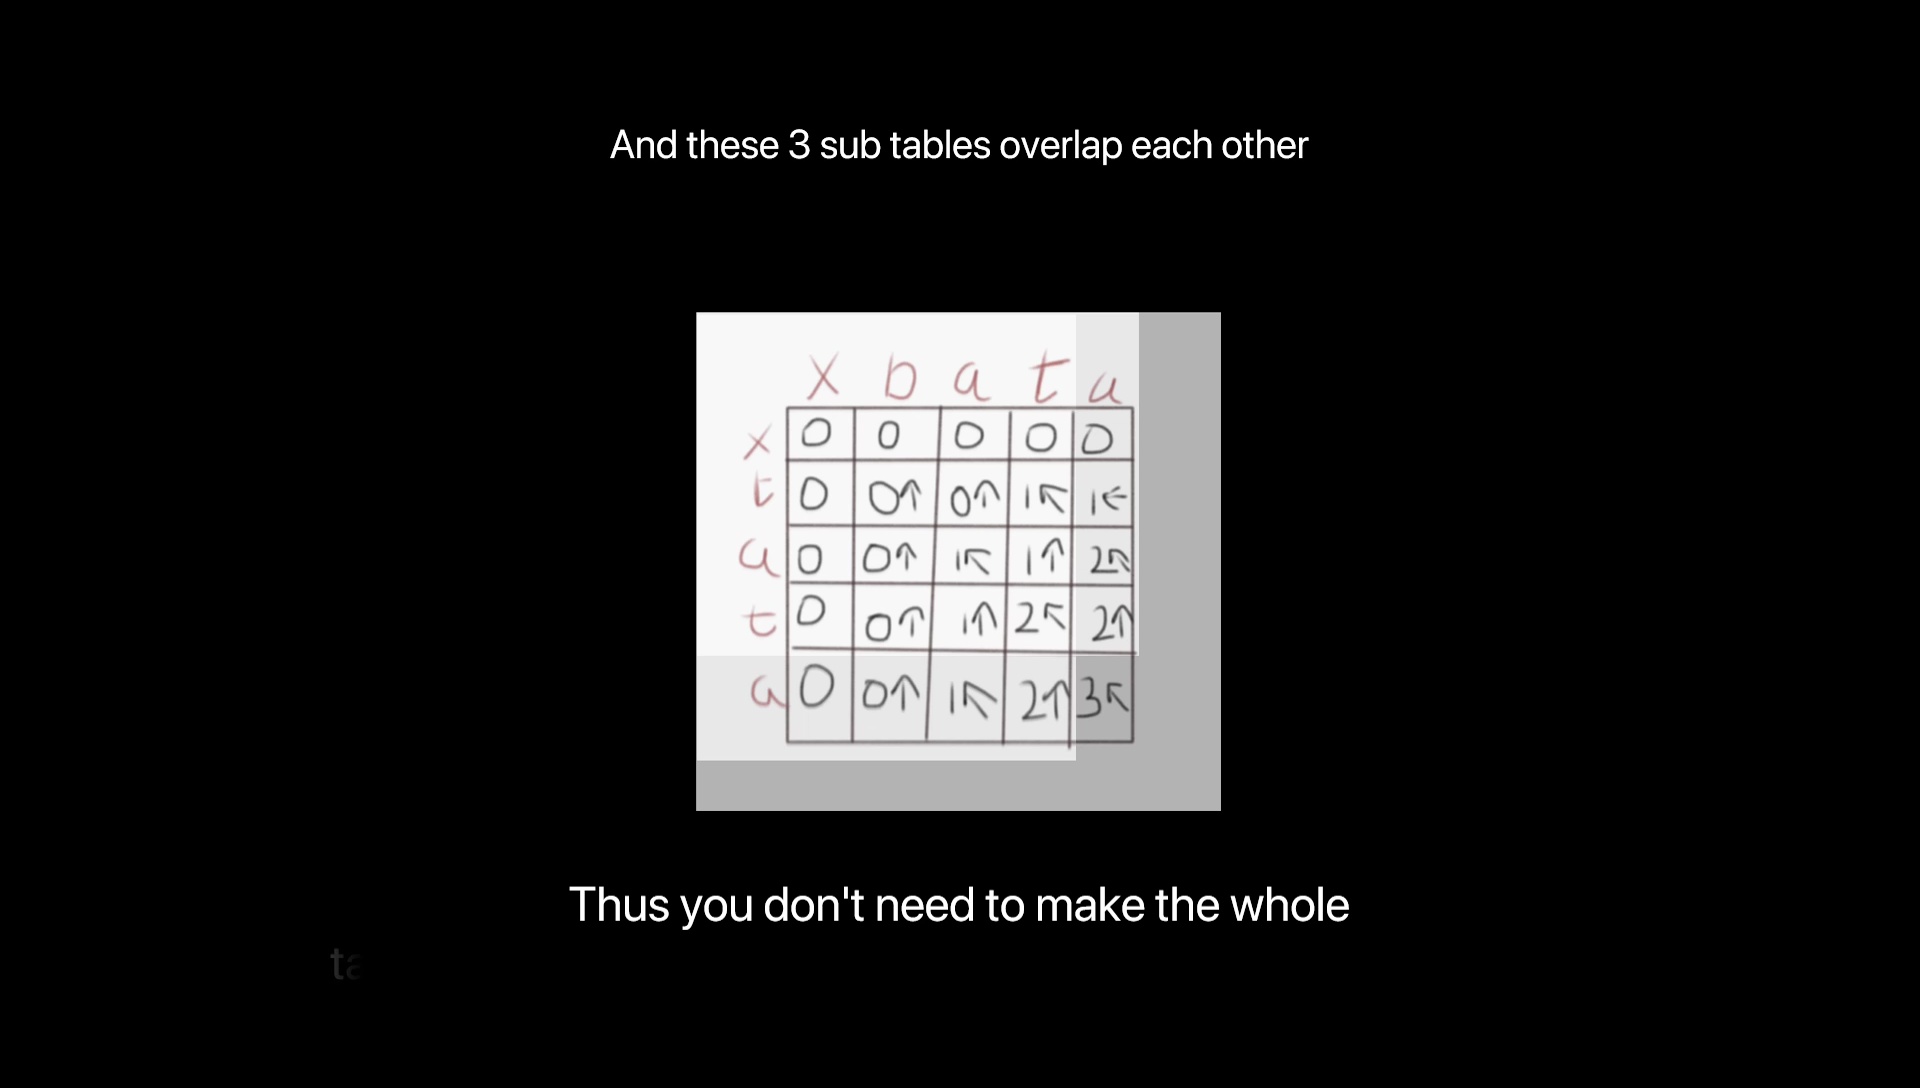 And these 3 sub tables overlap each other
x b a t a
x 0 0 0 0 0
t 0 0↑ 0↑ 1↖ 1←
a 0 0↑ 1↖ 1↑ 2↖
t 0 0↑ 1↑ 2↖ 2↑
a 0 0↑ 1↖ 2↑ 3↖
Thus you don't need to make the whole
ta